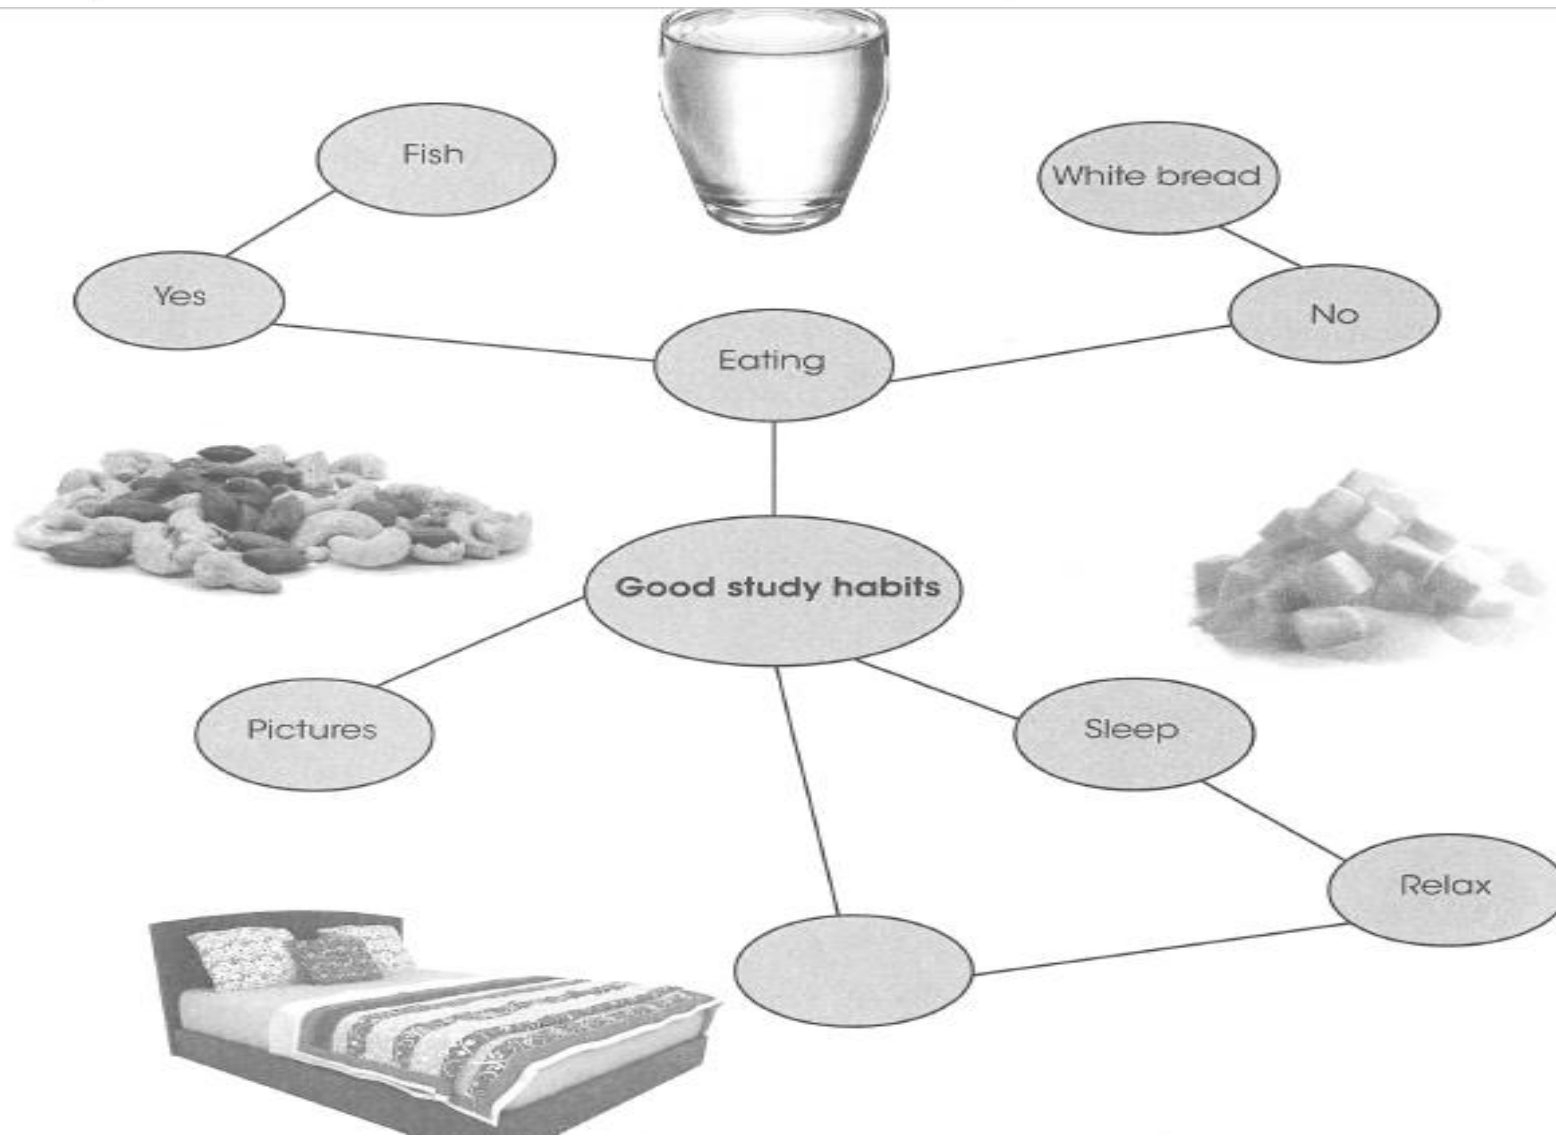 Fish
White bread
Yes
No
Eating
Good study habits
Pictures
Sleep
Relax